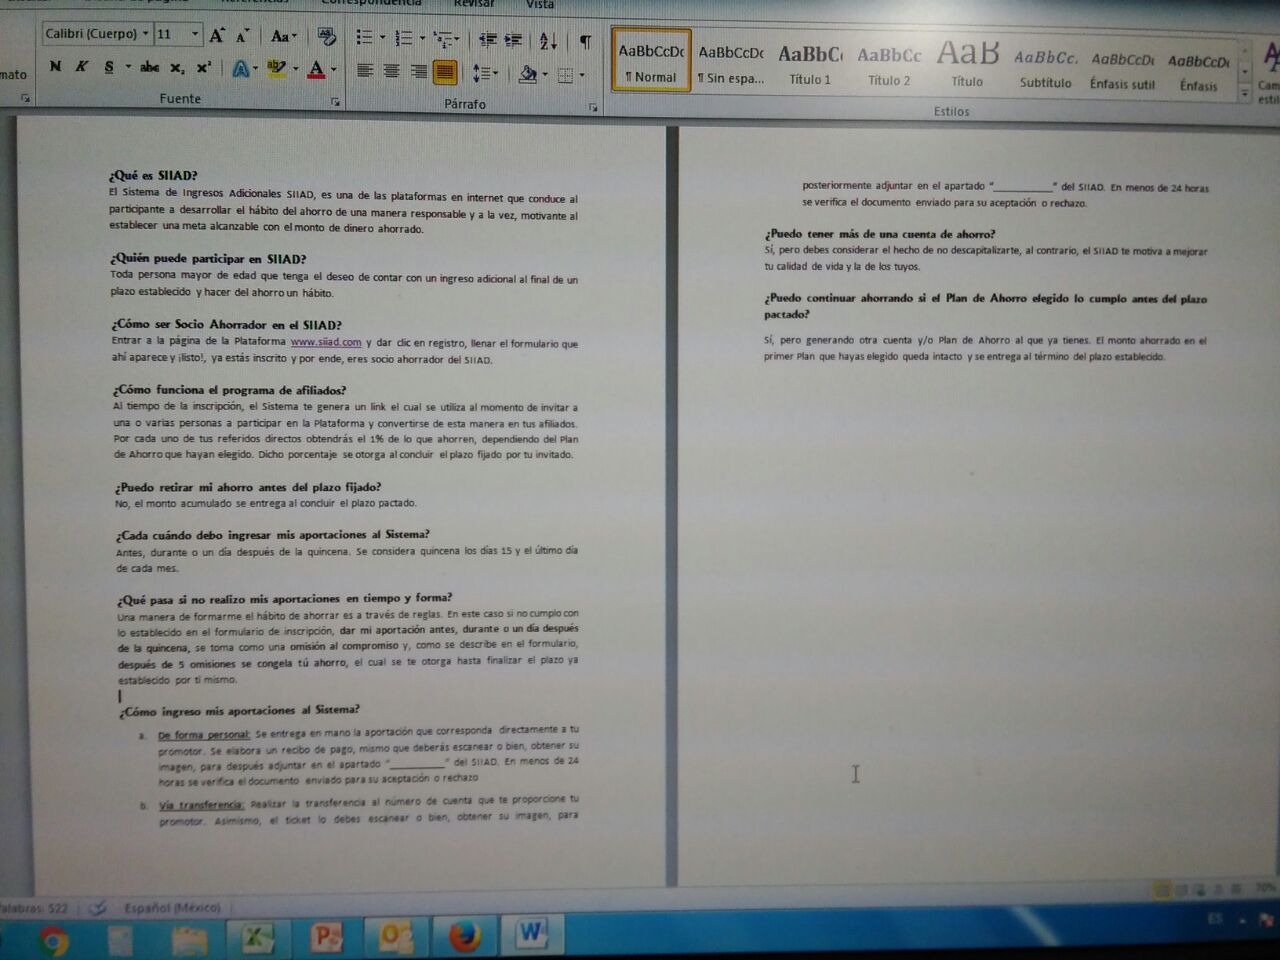 Correspondencia
Revisar
Vista
Calibri (Cuerpo)
11
Aa
N K S abc x₂ x²
Fuente
Párrafo
AaBbCcDc
¶ Normal
AaBbCcDc
¶ Sin espa...
AaBbC
Título 1
AaBbCc
Título 2
AaB
Título
AaBbCc.
Subtítulo
AaBbCcDt
Énfasis sutil
AaBbCcDt
Énfasis
Estilos
¿Qué es SIIAD?
El Sistema de Ingresos Adicionales SIIAD, es una de las plataformas en internet que conduce al
participante a desarrollar el hábito del ahorro de una manera responsable y a la vez, motivante al
establecer una meta alcanzable con el monto de dinero ahorrado.
¿Quién puede participar en SIIAD?
Toda persona mayor de edad que tenga el deseo de contar con un ingreso adicional al final de un
plazo establecido y hacer del ahorro un hábito.
¿Cómo ser Socio Ahorrador en el SIIAD?
Entrar a la página de la Plataforma www.siiad.com y dar clic en registro, llenar el formulario que
ahí aparece y ¡listo!, ya estás inscrito y por ende, eres socio ahorrador del SIIAD.
¿Cómo funciona el programa de afiliados?
Al tiempo de la inscripción, el Sistema te genera un link el cual se utiliza al momento de invitar a
una o varias personas a participar en la Plataforma y convertirse de esta manera en tus afiliados.
Por cada uno de tus referidos directos obtendrás el 1% de lo que ahorren, dependiendo del Plan
de Ahorro que hayan elegido. Dicho porcentaje se otorga al concluir el plazo fijado por tu invitado.
¿Puedo retirar mi ahorro antes del plazo fijado?
No, el monto acumulado se entrega al concluir el plazo pactado.
¿Cada cuándo debo ingresar mis aportaciones al Sistema?
Antes, durante o un día después de la quincena. Se considera quincena los días 15 y el último día
de cada mes.
¿Qué pasa si no realizo mis aportaciones en tiempo y forma?
Una manera de formarme el hábito de ahorrar es a través de reglas. En este caso si no cumplo con
lo establecido en el formulario de inscripción, dar mi aportación antes, durante o un día después
de la quincena, se toma como una omisión al compromiso y, como se describe en el formulario,
después de 5 omisiones se congela tú ahorro, el cual se te otorga hasta finalizar el plazo ya
establecido por ti mismo.
¿Cómo ingreso mis aportaciones al Sistema?
a. De forma personal: Se entrega en mano la aportación que corresponda directamente a tu
promotor. Se elabora un recibo de pago, mismo que deberás escanear o bien, obtener su
imagen, para después adjuntar en el apartado “__________” del SIIAD. En menos de 24
horas se verifica el documento enviado para su aceptación o rechazo
b. Vía transferencia: Realizar la transferencia al número de cuenta que te proporcione tu
promotor. Asimismo, el ticket lo debes escanear o bien, obtener su imagen, para
posteriormente adjuntar en el apartado “___________” del SIIAD. En menos de 24 horas
se verifica el documento enviado para su aceptación o rechazo.
¿Puedo tener más de una cuenta de ahorro?
Sí, pero debes considerar el hecho de no descapitalizarte, al contrario, el SIIAD te motiva a mejorar
tu calidad de vida y la de los tuyos.
¿Puedo continuar ahorrando si el Plan de Ahorro elegido lo cumplo antes del plazo
pactado?
Sí, pero generando otra cuenta y/o Plan de Ahorro al que ya tienes. El monto ahorrado en el
primer Plan que hayas elegido queda intacto y se entrega al término del plazo establecido.
Palabras: 522
Español (México)
70%
ES